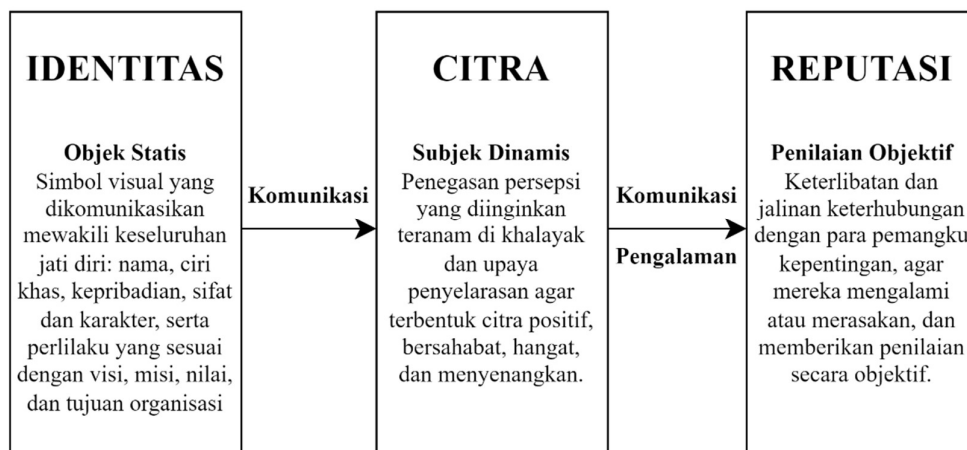 IDENTITAS
Objek Statis
Simbol visual yang
dikomunikasikan
mewakili keseluruhan
jati diri: nama, ciri
khas, kepribadian, sifat
dan karakter, serta
perlilaku yang sesuai
dengan visi, misi, nilai,
dan tujuan organisasi
Komunikasi
CITRA
Subjek Dinamis
Penegasan persepsi
yang diinginkan
teranam di khalayak
dan upaya
penyelarasan agar
terbentuk citra positif,
bersahabat, hangat,
dan menyenangkan.
Komunikasi
Pengalaman
REPUTASI
Penilaian Objektif
Keterlibatan dan
jalinan keterhubungan
dengan para pemangku
kepentingan, agar
mereka mengalami
atau merasakan, dan
memberikan penilaian
secara objektif.